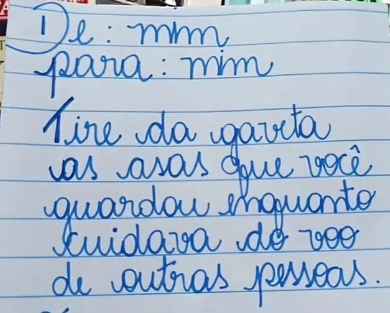 1
De: mim
para: mim
Tire da gaveta
as asas que você
guardou enquanto
cuidava do voo
de outras pessoas.